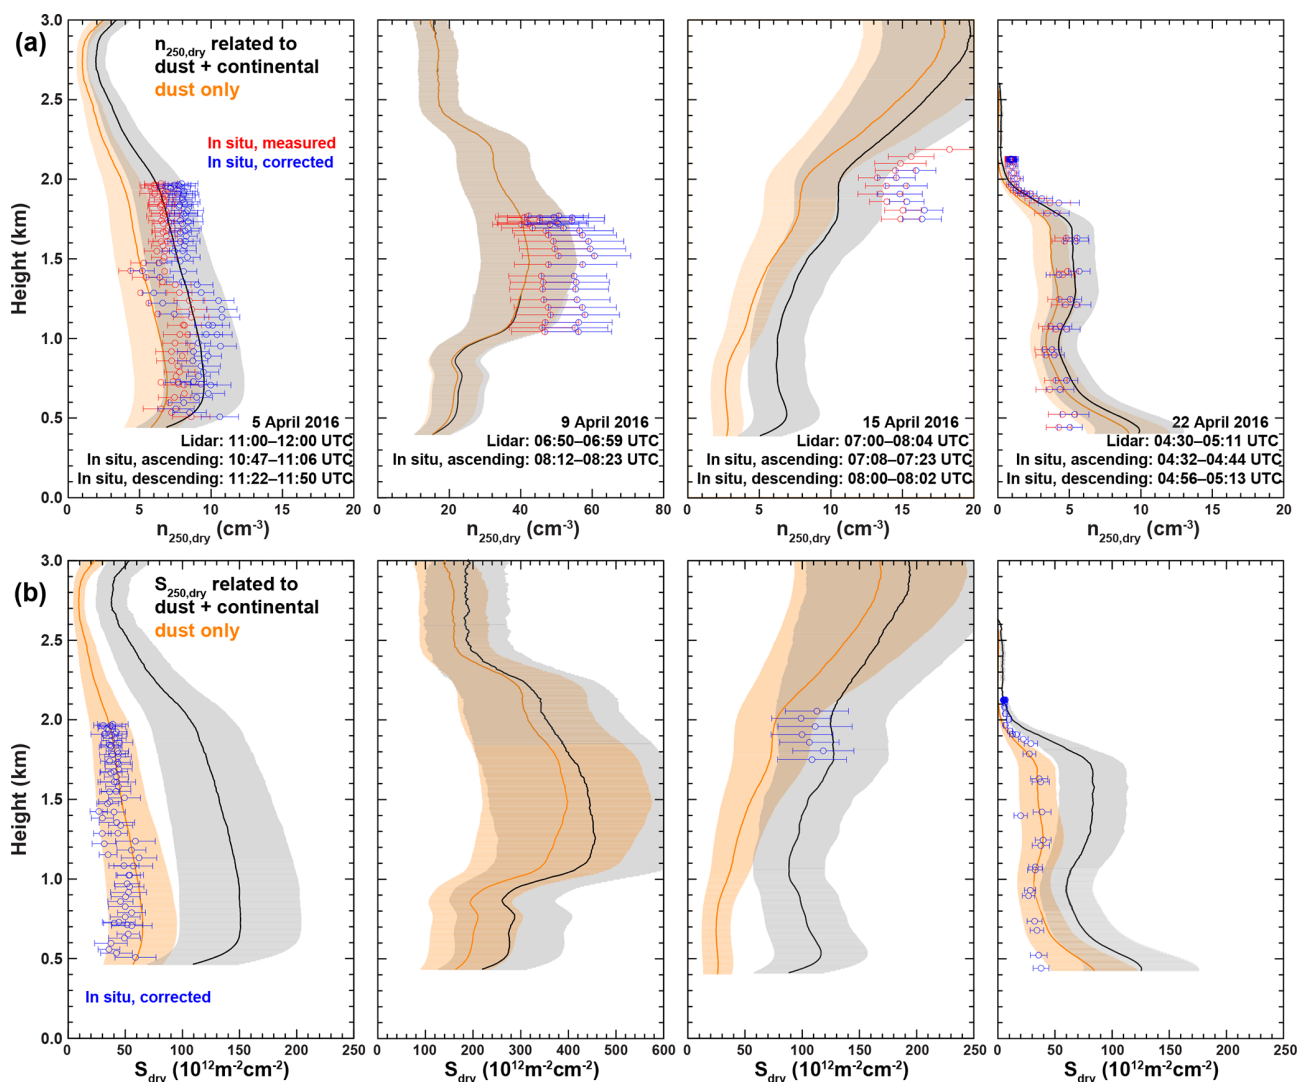 (a)
n250,dry related to
dust + continental
dust only
In situ, measured
In situ, corrected
Height (km)
3.0
2.5
2.0
1.5
1.0
0.5
0.0
5 April 2016
Lidar: 11:00–12:00 UTC
In situ, ascending: 10:47–11:06 UTC
In situ, descending: 11:22–11:50 UTC
9 April 2016
Lidar: 06:50–06:59 UTC
In situ, ascending: 08:12–08:23 UTC
15 April 2016
Lidar: 07:00–08:04 UTC
In situ, ascending: 07:08–07:23 UTC
In situ, descending: 08:00–08:02 UTC
22 April 2016
Lidar: 04:30–05:11 UTC
In situ, ascending: 04:32–04:44 UTC
In situ, descending: 04:56–05:13 UTC
0 5 10 15 20
0 20 40 60 80
0 5 10 15 20
0 5 10 15 20
n250,dry (cm-3)
n250,dry (cm-3)
n250,dry (cm-3)
n250,dry (cm-3)
(b)
S250,dry related to
dust + continental
dust only
In situ, corrected
Height (km)
3.0
2.5
2.0
1.5
1.0
0.5
0.0
0 50 100 150 200 250
0 100 200 300 400 500 600
0 50 100 150 200 250
0 50 100 150 200 250
Sdry (1012m-2cm-2)
Sdry (1012m-2cm-2)
Sdry (1012m-2cm-2)
Sdry (1012m-2cm-2)